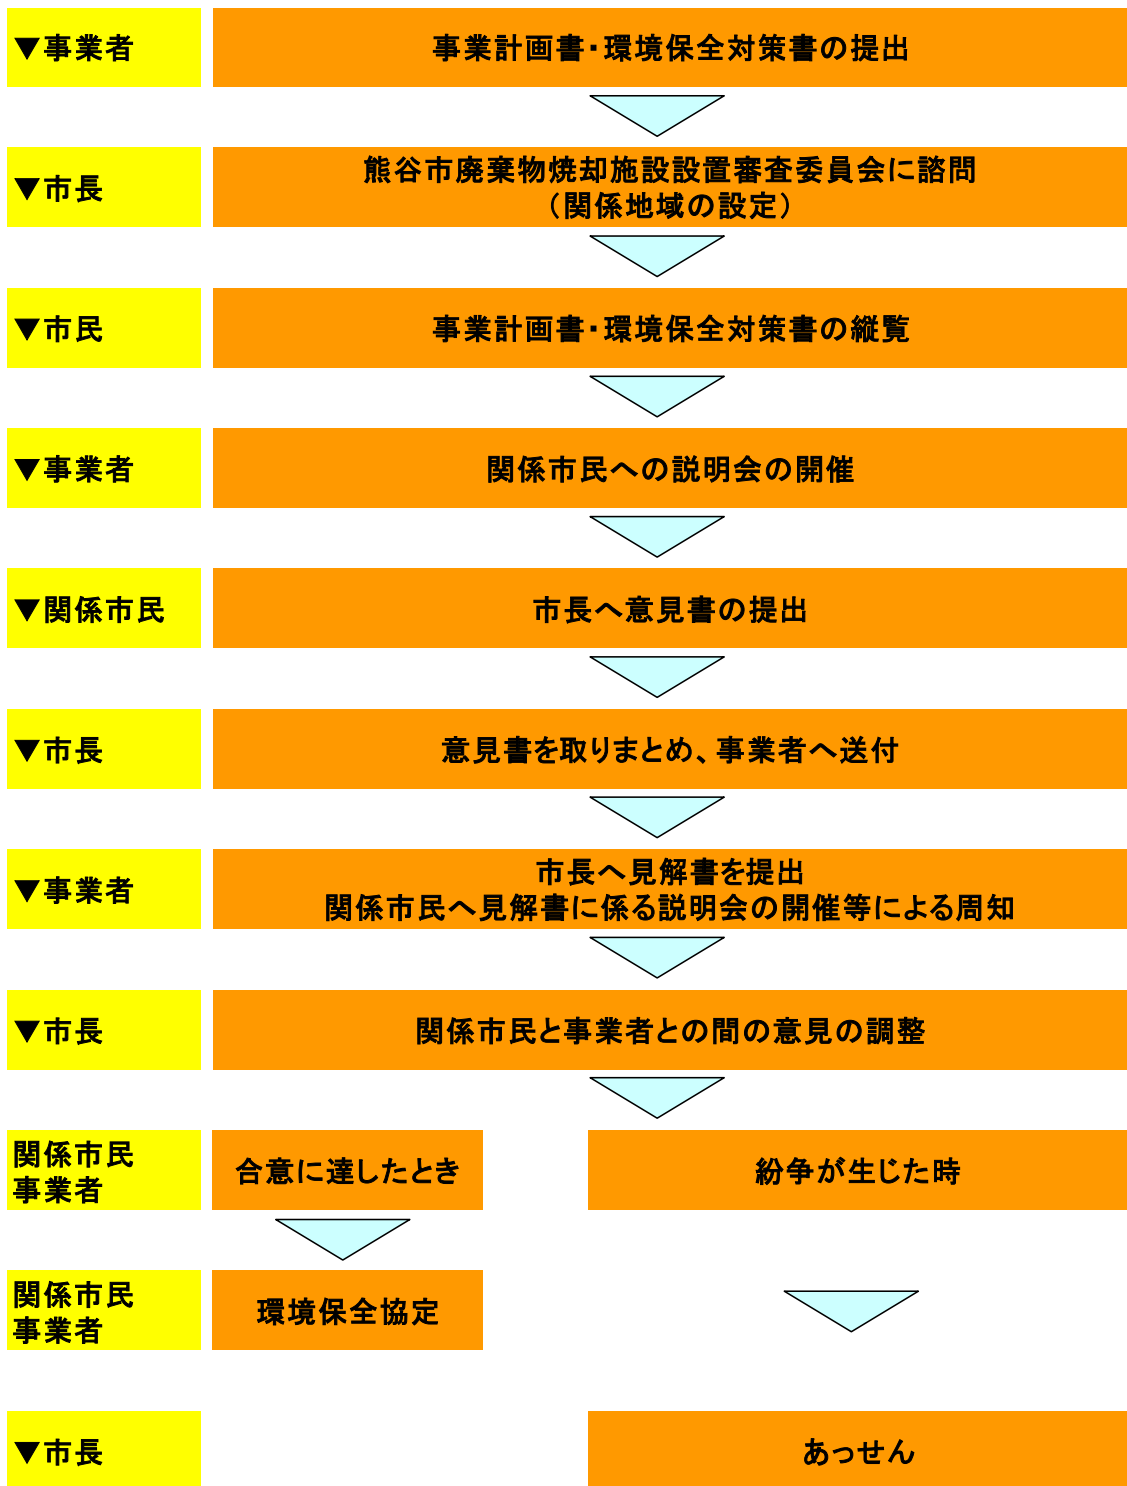 ▼事業者
事業計画書・環境保全対策書の提出
▼市長
熊谷市廃棄物焼却施設設置審査委員会に諮問
（関係地域の設定）
▼市民
事業計画書・環境保全対策書の縦覧
▼事業者
関係市民への説明会の開催
▼関係市民
市長へ意見書の提出
▼市長
意見書を取りまとめ、事業者へ送付
▼事業者
市長へ見解書を提出
関係市民へ見解書に係る説明会の開催等による周知
▼市長
関係市民と事業者との間の意見の調整
関係市民
事業者
合意に達したとき
紛争が生じた時
関係市民
事業者
環境保全協定
▼市長
あっせん